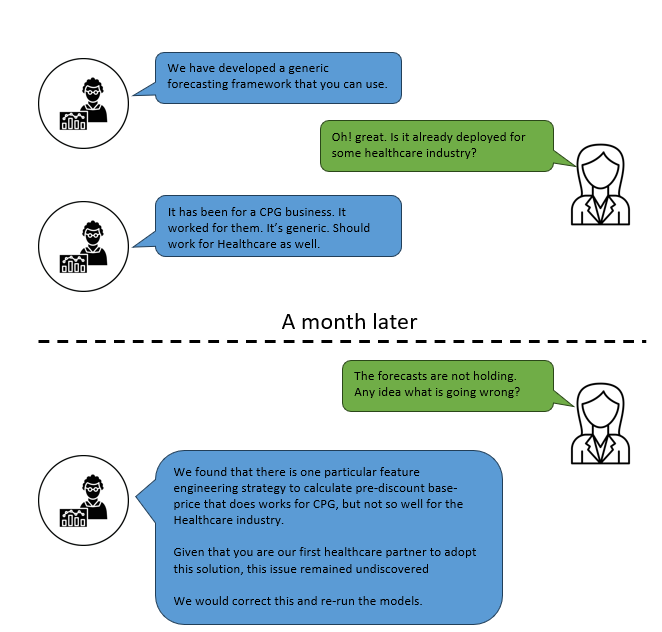 We have developed a generic
forecasting framework that you can use.
Oh! great. Is it already deployed for
some healthcare industry?
It has been for a CPG business. It
worked for them. It's generic. Should
work for Healthcare as well.
A month later
The forecasts are not holding.
Any idea what is going wrong?
We found that there is one particular feature
engineering strategy to calculate pre-discount base-
price that does works for CPG, but not so well for the
Healthcare industry.
Given that you are our first healthcare partner to adopt
this solution, this issue remained undiscovered
We would correct this and re-run the models.